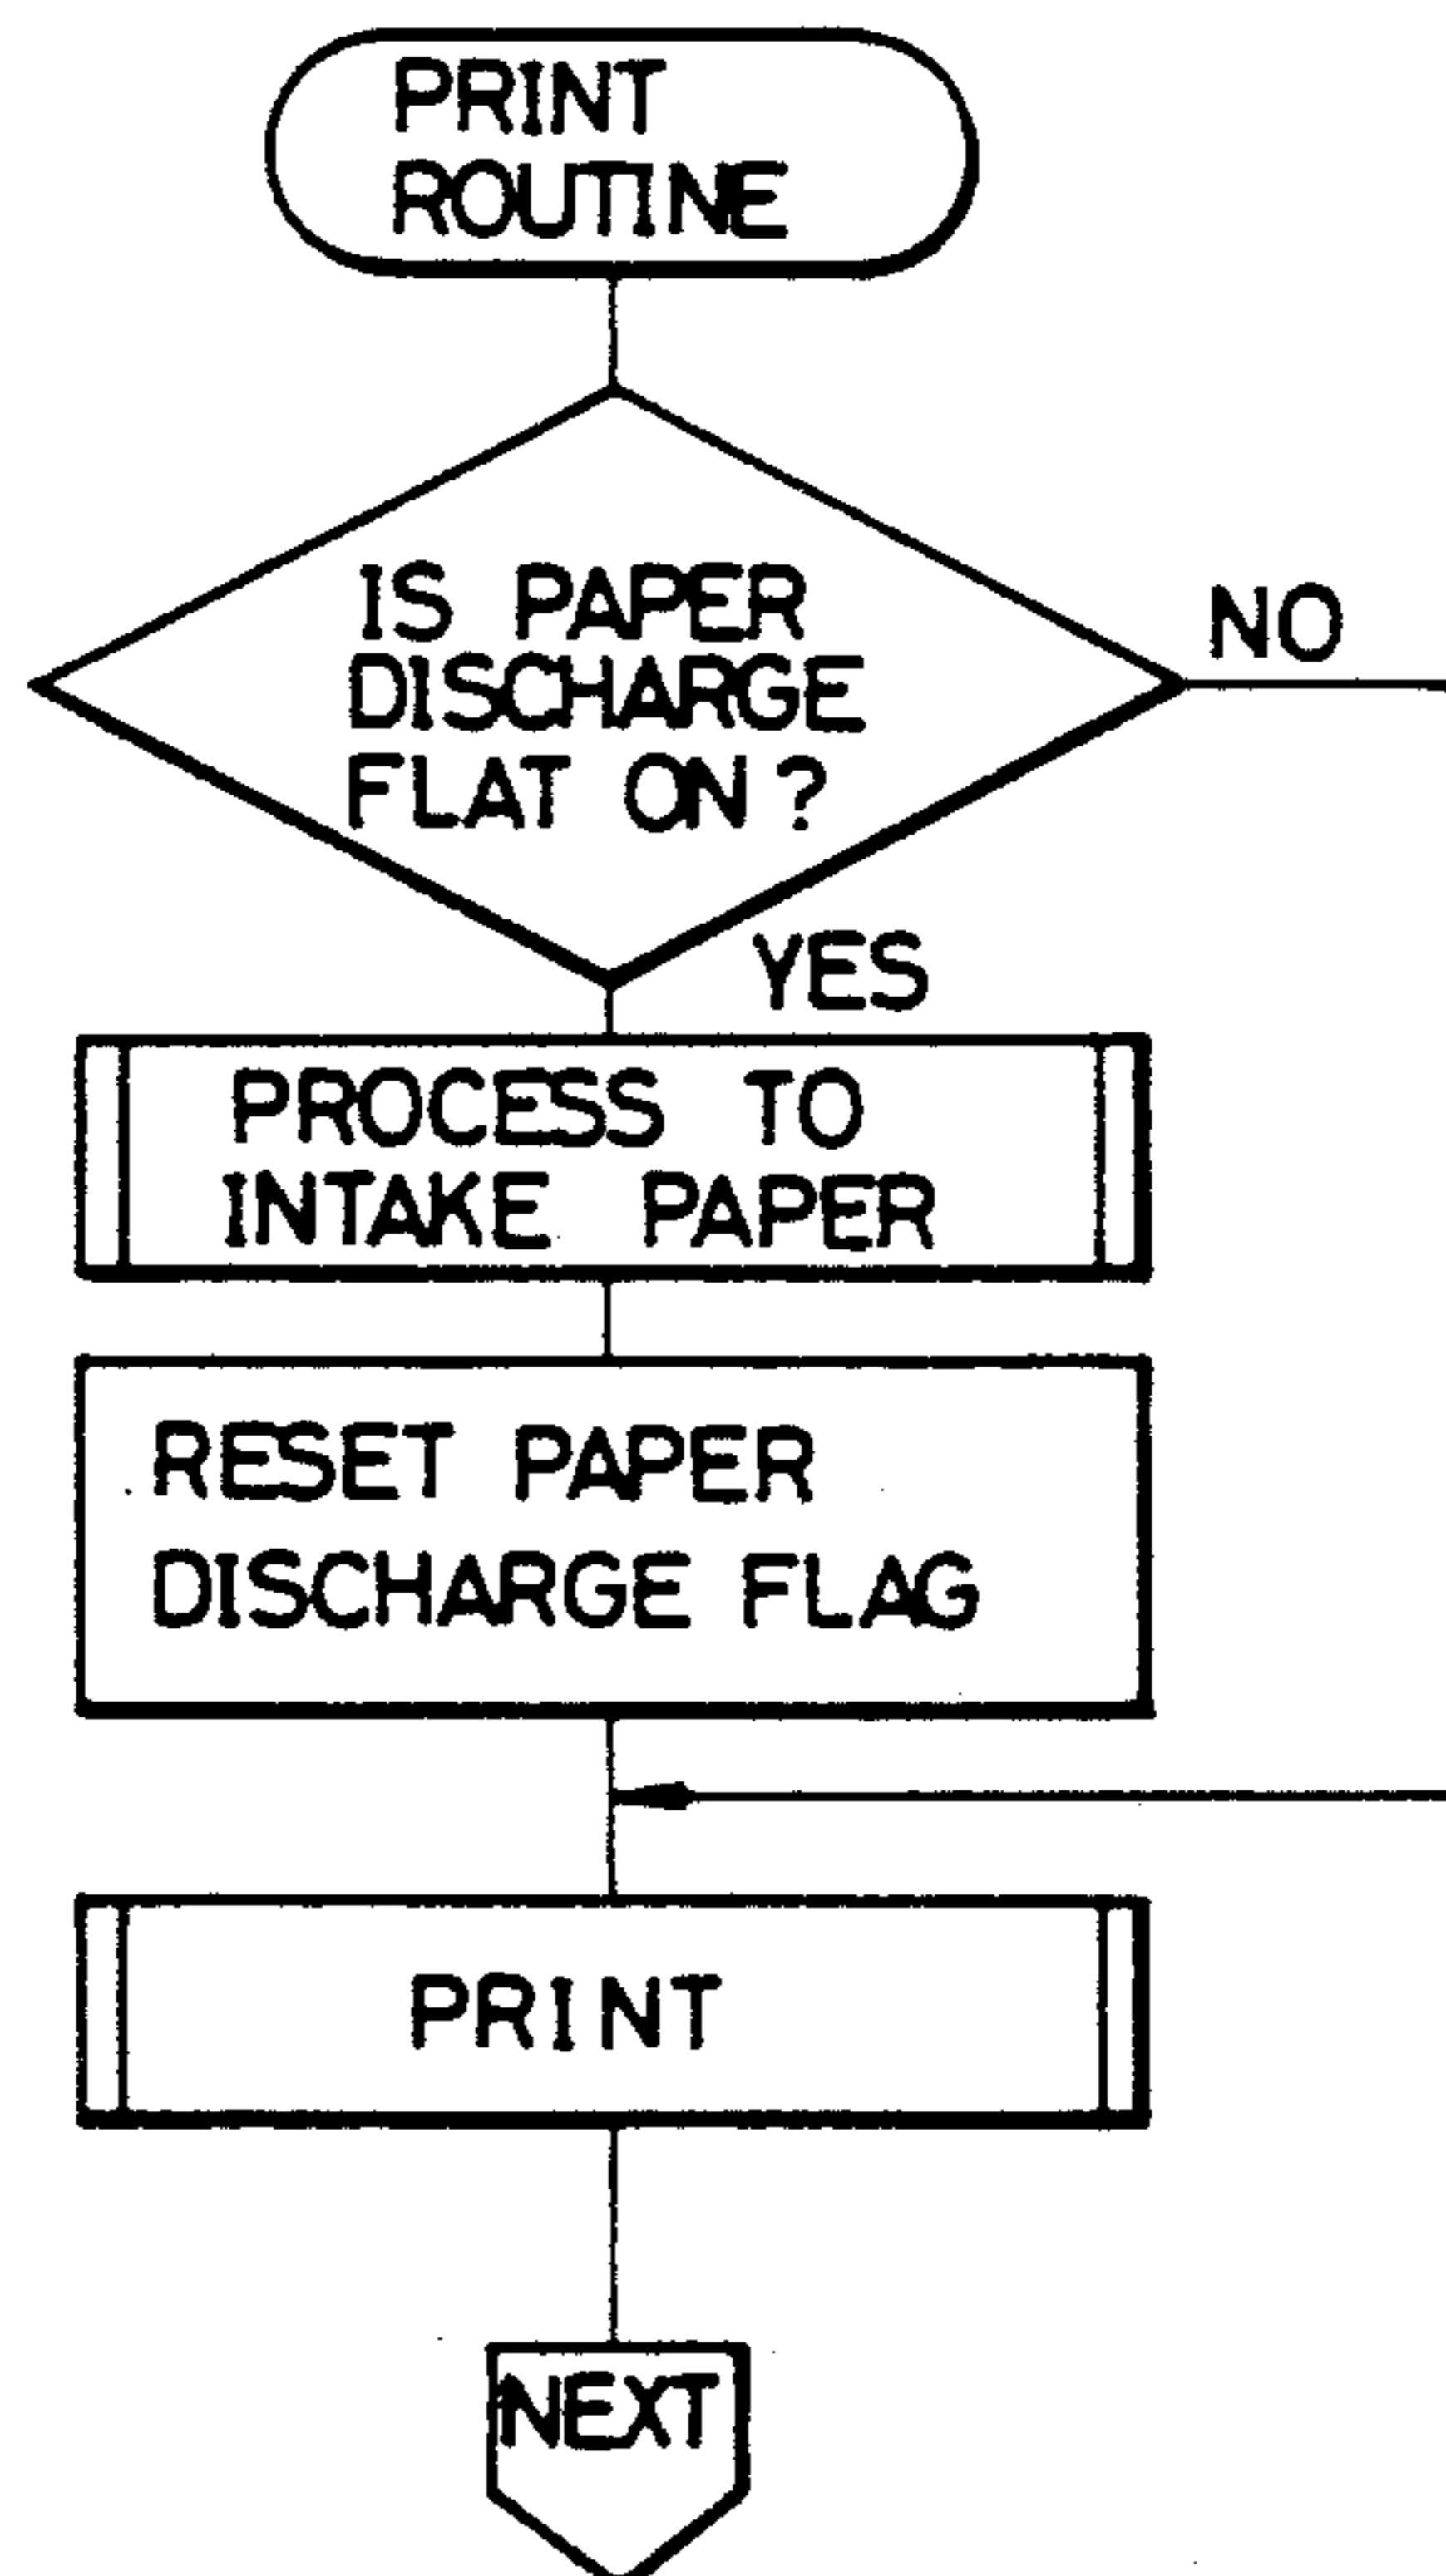 PRINT
ROUTINE
IS PAPER
DISCHARGE
FLAT ON?
NO
YES
PROCESS TO
INTAKE PAPER
RESET PAPER
DISCHARGE FLAG
PRINT
NEXT